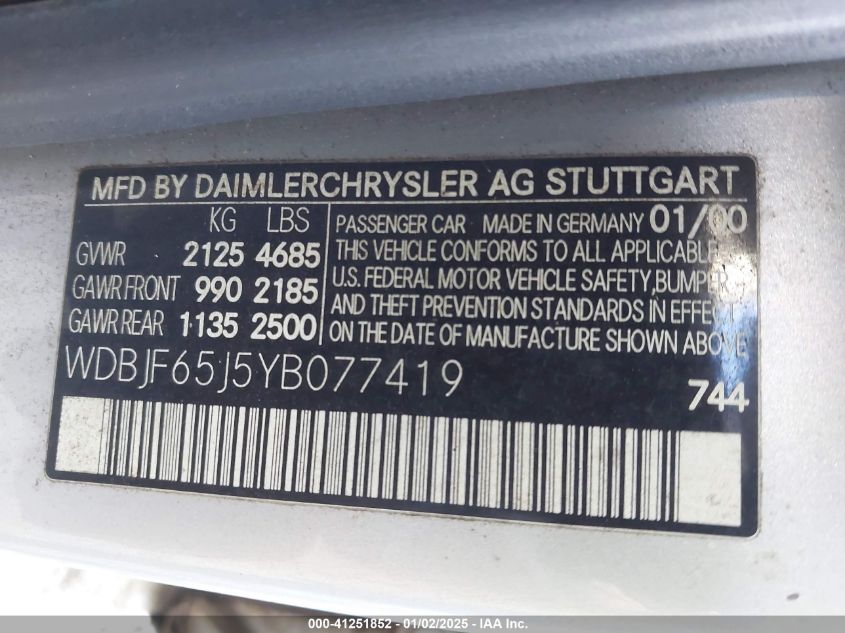 MFD BY DAIMLERCHRYSLER AG STUTTGART
KG LBS
GVWR 2125 4685
GAWR FRONT 990 2185
GAWR REAR 1135 2500
PASSENGER CAR MADE IN GERMANY 01/00
THIS VEHICLE CONFORMS TO ALL APPLICABLE
U.S. FEDERAL MOTOR VEHICLE SAFETY, BUMPER
AND THEFT PREVENTION STANDARDS IN EFFECT
ON THE DATE OF MANUFACTURE SHOWN ABOVE
WDBJF65J5YB077419
744
000-41251852 - 01/02/2025 - IAAI.COM